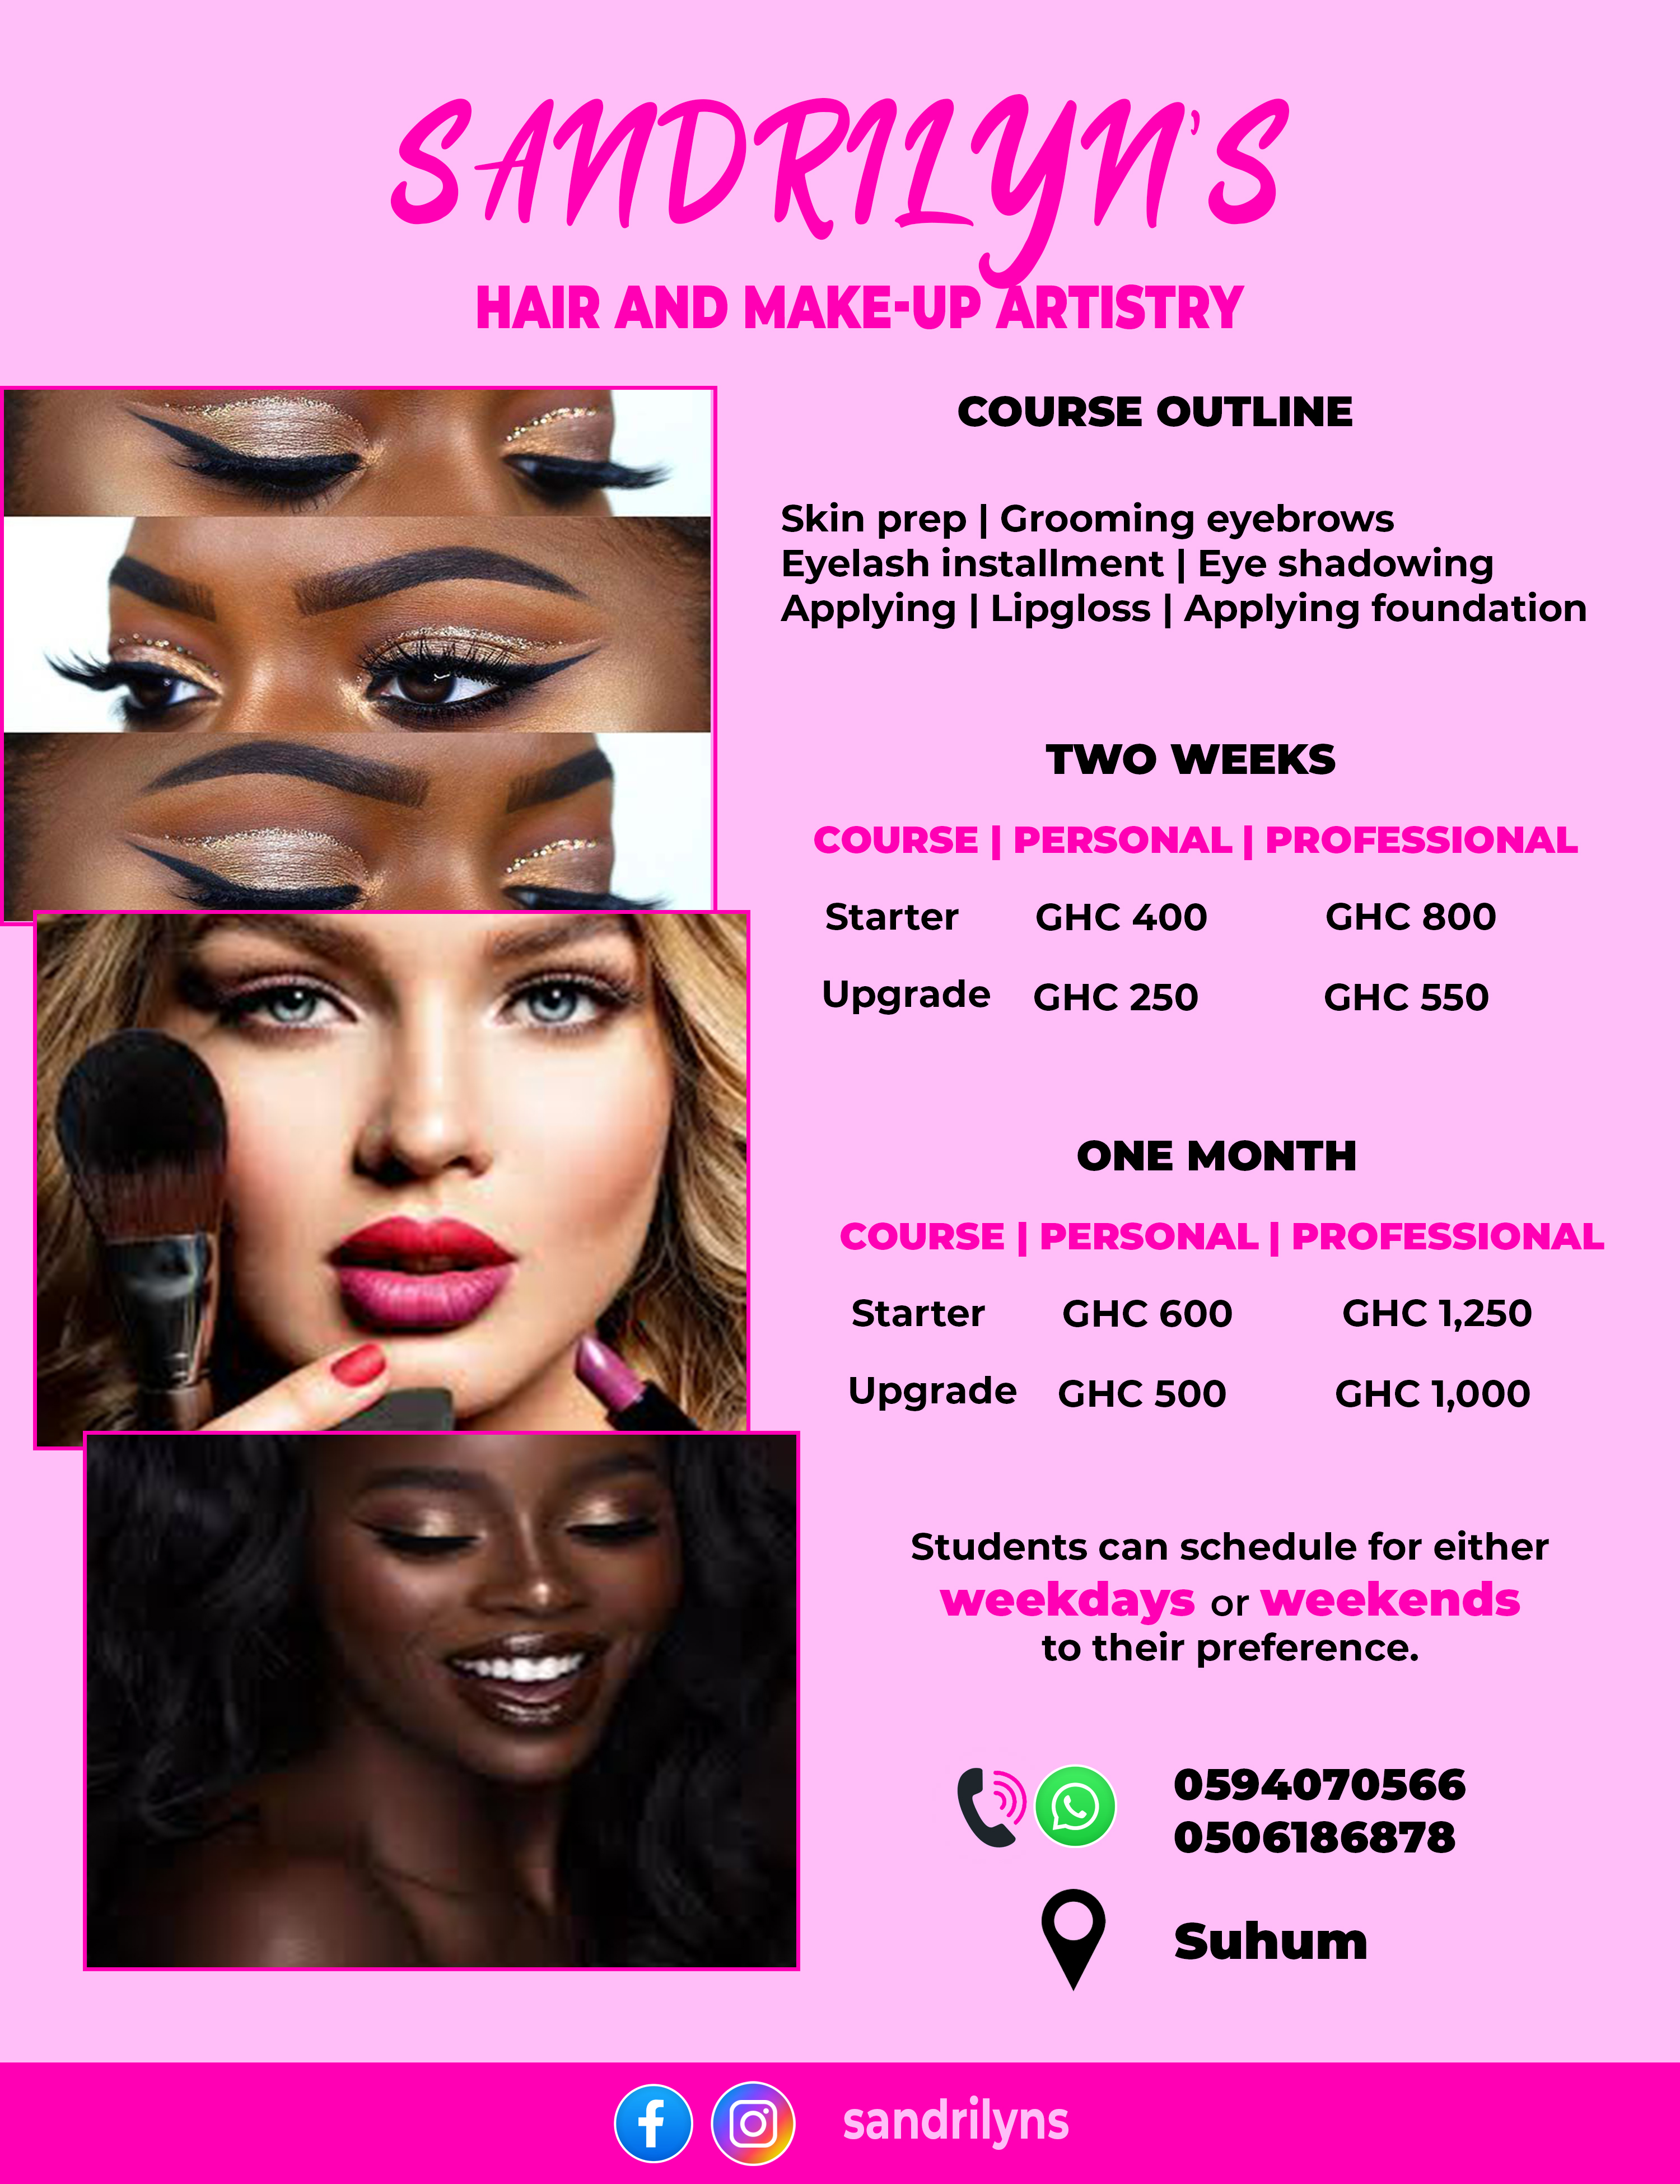 SANDRILYN'S
HAIR AND MAKE-UP ARTISTRY
COURSE OUTLINE
Skin prep | Grooming eyebrows
Eyelash installment | Eye shadowing
Applying | Lipgloss | Applying foundation
TWO WEEKS
COURSE | PERSONAL | PROFESSIONAL
Starter GHC 400 GHC 800
Upgrade GHC 250 GHC 550
ONE MONTH
COURSE | PERSONAL | PROFESSIONAL
Starter GHC 600 GHC 1,250
Upgrade GHC 500 GHC 1,000
Students can schedule for either
weekdays or weekends
to their preference.
0594070566
0506186878
Suhum
sandrilyns